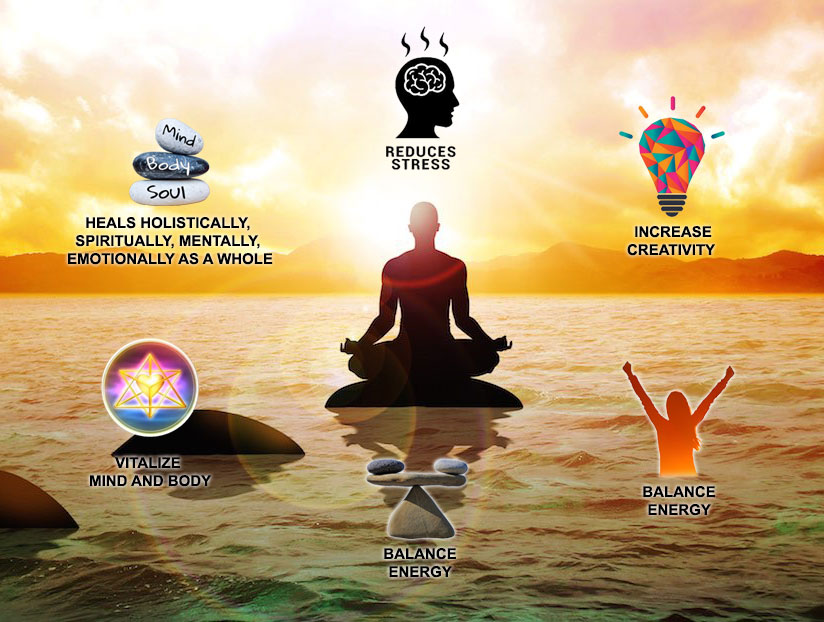 REDUCES
STRESS
Mind
Body
Soul
HEALS HOLISTICALLY,
SPIRITUALLY, MENTALLY,
EMOTIONALLY AS A WHOLE
INCREASE
CREATIVITY
VITALIZE
MIND AND BODY
BALANCE
ENERGY
BALANCE
ENERGY